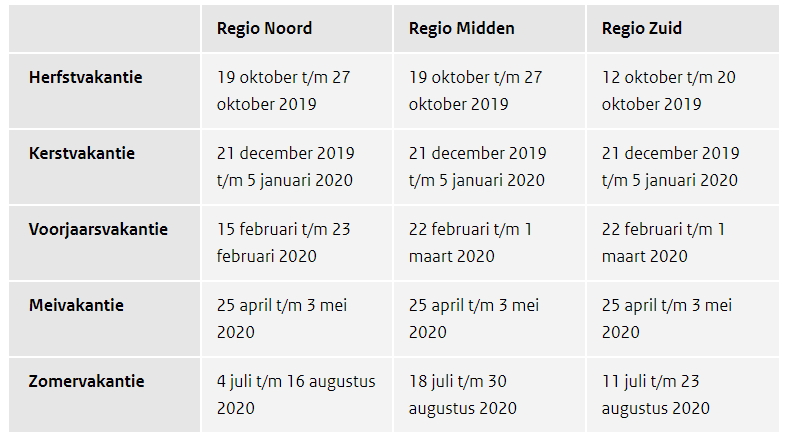 Regio Noord Regio Midden Regio Zuid
Herfstvakantie 19 oktober t/m 27 19 oktober t/m 27 12 oktober t/m 20
oktober 2019 oktober 2019 oktober 2019
Kerstvakantie 21 december 2019 21 december 2019 21 december 2019
t/m 5 januari 2020 t/m 5 januari 2020 t/m 5 januari 2020
Voorjaarsvakantie 15 februari t/m 23 22 februari t/m 1 22 februari t/m 1
februari 2020 maart 2020 maart 2020
Meivakantie 25 april t/m 3 mei 25 april t/m 3 mei 25 april t/m 3 mei
2020 2020 2020
Zomervakantie 4 juli t/m 16 augustus 18 juli t/m 30 11 juli t/m 23
2020 augustus 2020 augustus 2020